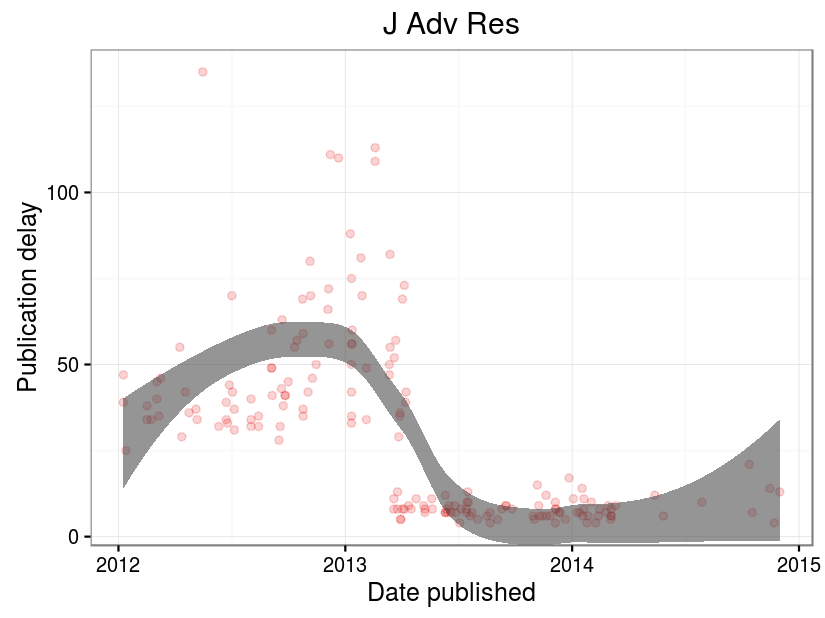 J Adv Res
Publication delay
100
50
0
2012 2013 2014 2015
Date published